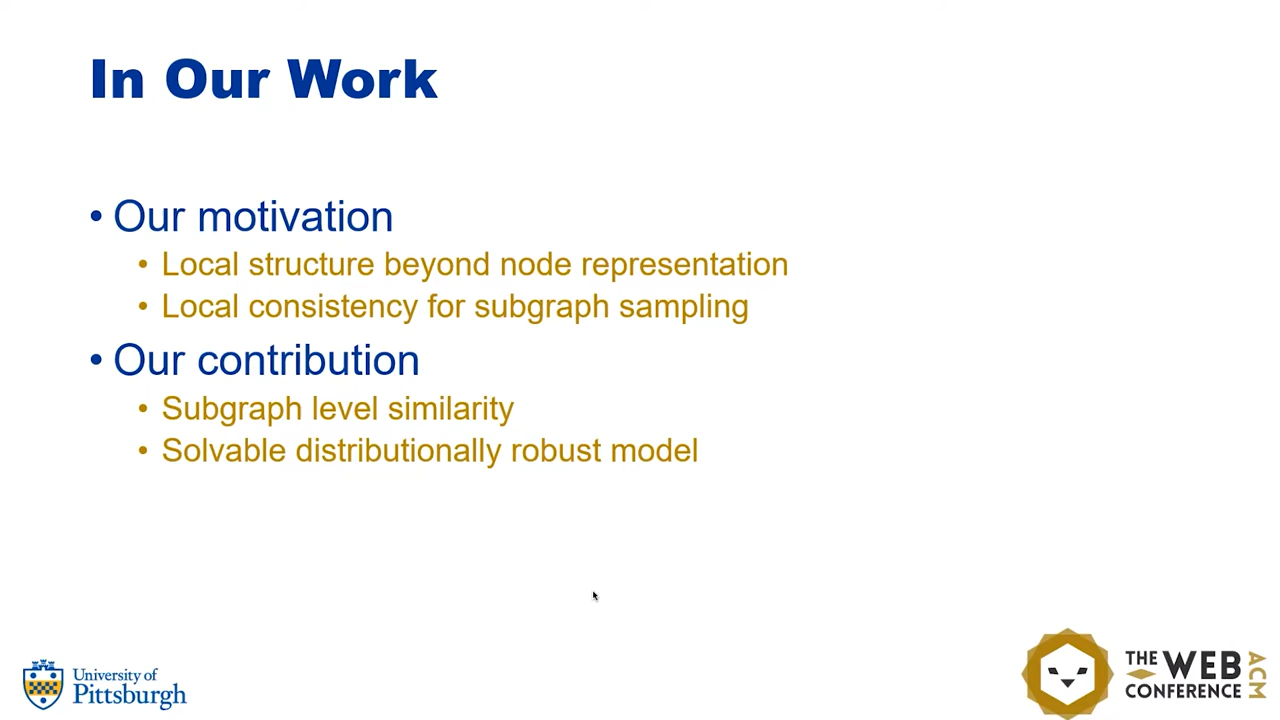 In Our Work
• Our motivation
• Local structure beyond node representation
• Local consistency for subgraph sampling
• Our contribution
• Subgraph level similarity
• Solvable distributionally robust model
University of
Pittsburgh
THE WEB
CONFERENCE
ACM